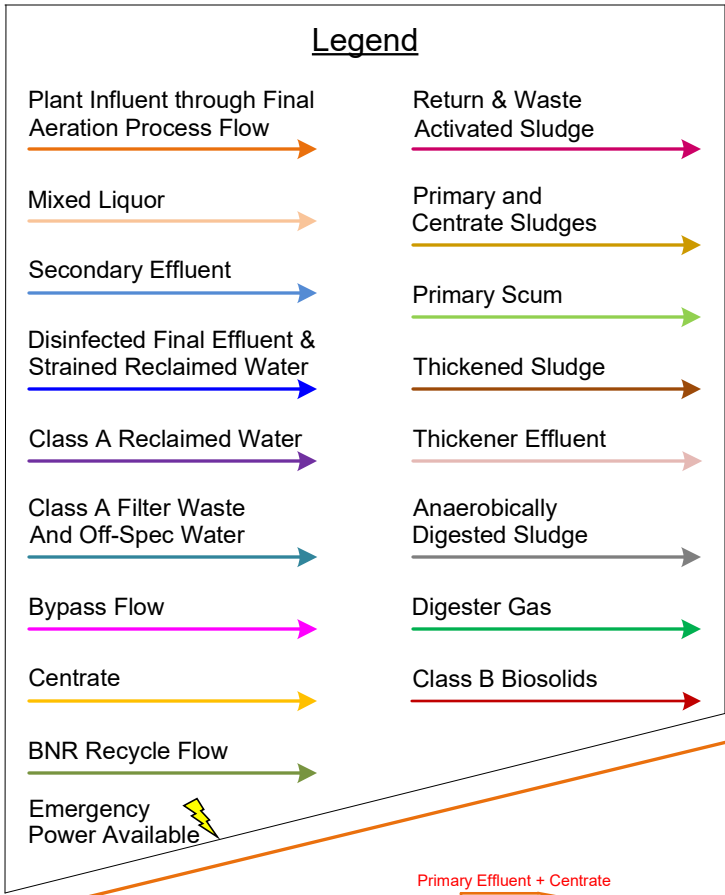 Legend
Plant Influent through Final
Aeration Process Flow
Mixed Liquor
Secondary Effluent
Disinfected Final Effluent &
Strained Reclaimed Water
Class A Reclaimed Water
Class A Filter Waste
And Off-Spec Water
Bypass Flow
Centrate
BNR Recycle Flow
Emergency
Power Available
Return & Waste
Activated Sludge
Primary and
Centrate Sludges
Primary Scum
Thickened Sludge
Thickener Effluent
Anaerobically
Digested Sludge
Digester Gas
Class B Biosolids
Primary Effluent + Centrate